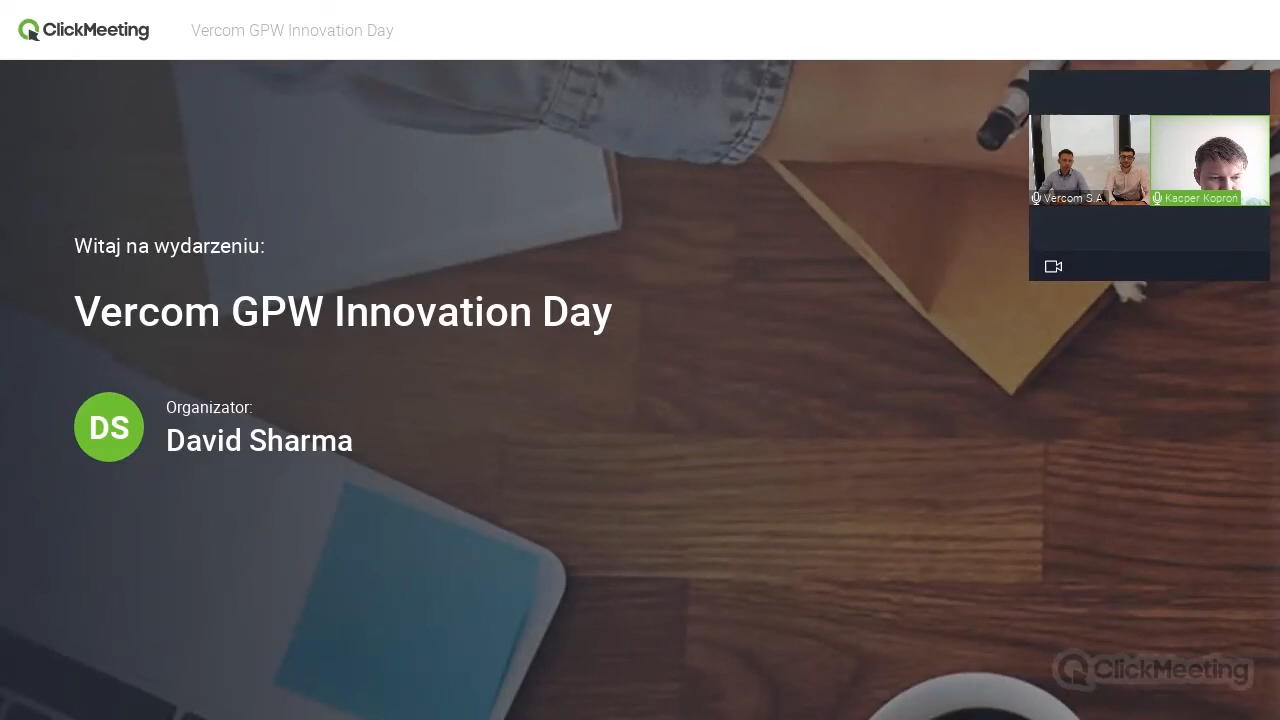 ClickMeeting
Vercom GPW Innovation Day
Vercom S.A.
Kacper Koproń
Witaj na wydarzeniu:
Vercom GPW Innovation Day
DS
Organizator:
David Sharma
ClickMeeting